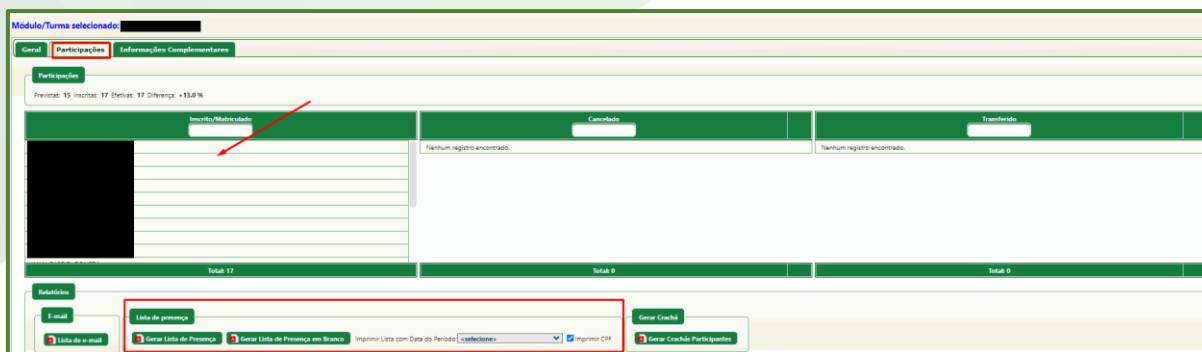 Módulo/Turma selecionado:
Geral Participações Informações Complementares
Participações
Previstas: 15 Inscritas: 17 Efetivas: 17 Diferença: +13.0 %
Inscrito/Matriculado Cancelado Transferido
Nenhum registro encontrado. Nenhum registro encontrado.
Total: 17 Total: 0 Total: 0
Relatórios
E-mail Lista de presença Gerar Crachá
Lista de e-mail Gerar Lista de Presença Gerar Lista de Presença em Branco Imprimir Lista com Data do Período: <selecione> Imprimir CPF Gerar Crachás Participantes